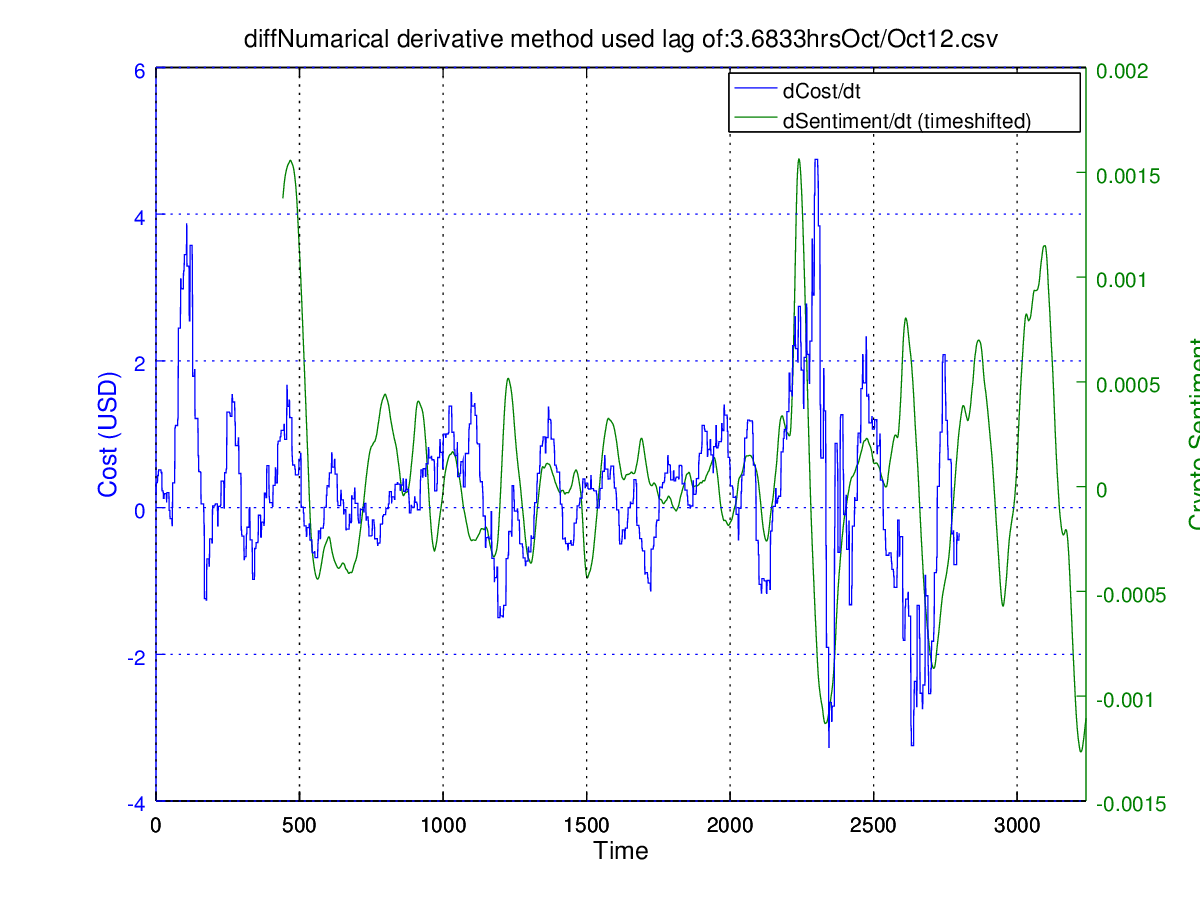 diffNumarical derivative method used lag of:3.6833hrsOct/Oct12.csv
dCost/dt
dSentiment/dt (timeshifted)
6
4
2
0
-2
-4
Cost (USD)
0.002
0.0015
0.001
0.0005
0
-0.0005
-0.001
-0.0015
Crypto Sentiment
0 500 1000 1500 2000 2500 3000
Time